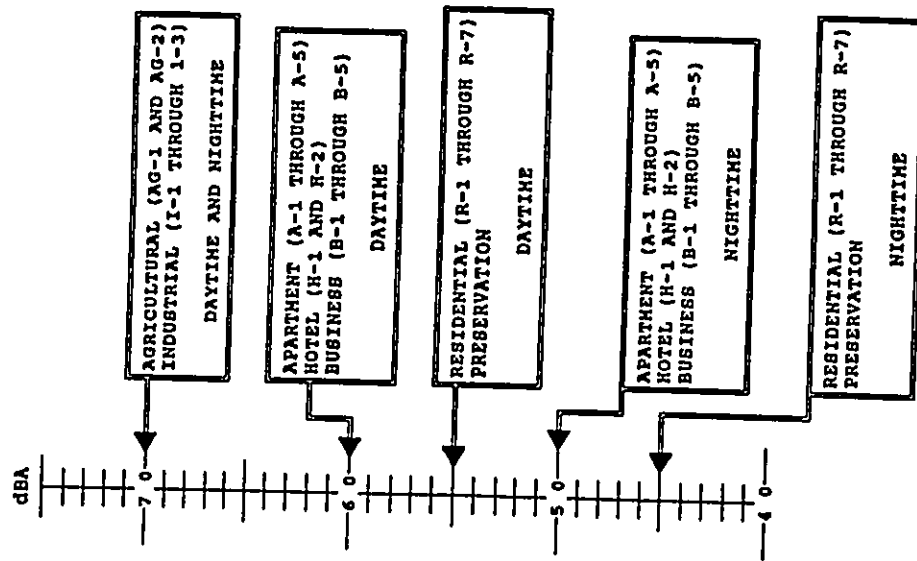 dBA
70
60
50
40
AGRICULTURAL (AG-1 AND AG-2)
INDUSTRIAL (I-1 THROUGH 1-3)
DAYTIME AND NIGHTTIME
APARTMENT (A-1 THROUGH A-5)
HOTEL (H-1 AND H-2)
BUSINESS (B-1 THROUGH B-5)
DAYTIME
RESIDENTIAL (R-1 THROUGH R-7)
PRESERVATION
DAYTIME
APARTMENT (A-1 THROUGH A-5)
HOTEL (H-1 AND H-2)
BUSINESS (B-1 THROUGH B-5)
NIGHTTIME
RESIDENTIAL (R-1 THROUGH R-7)
PRESERVATION
NIGHTTIME